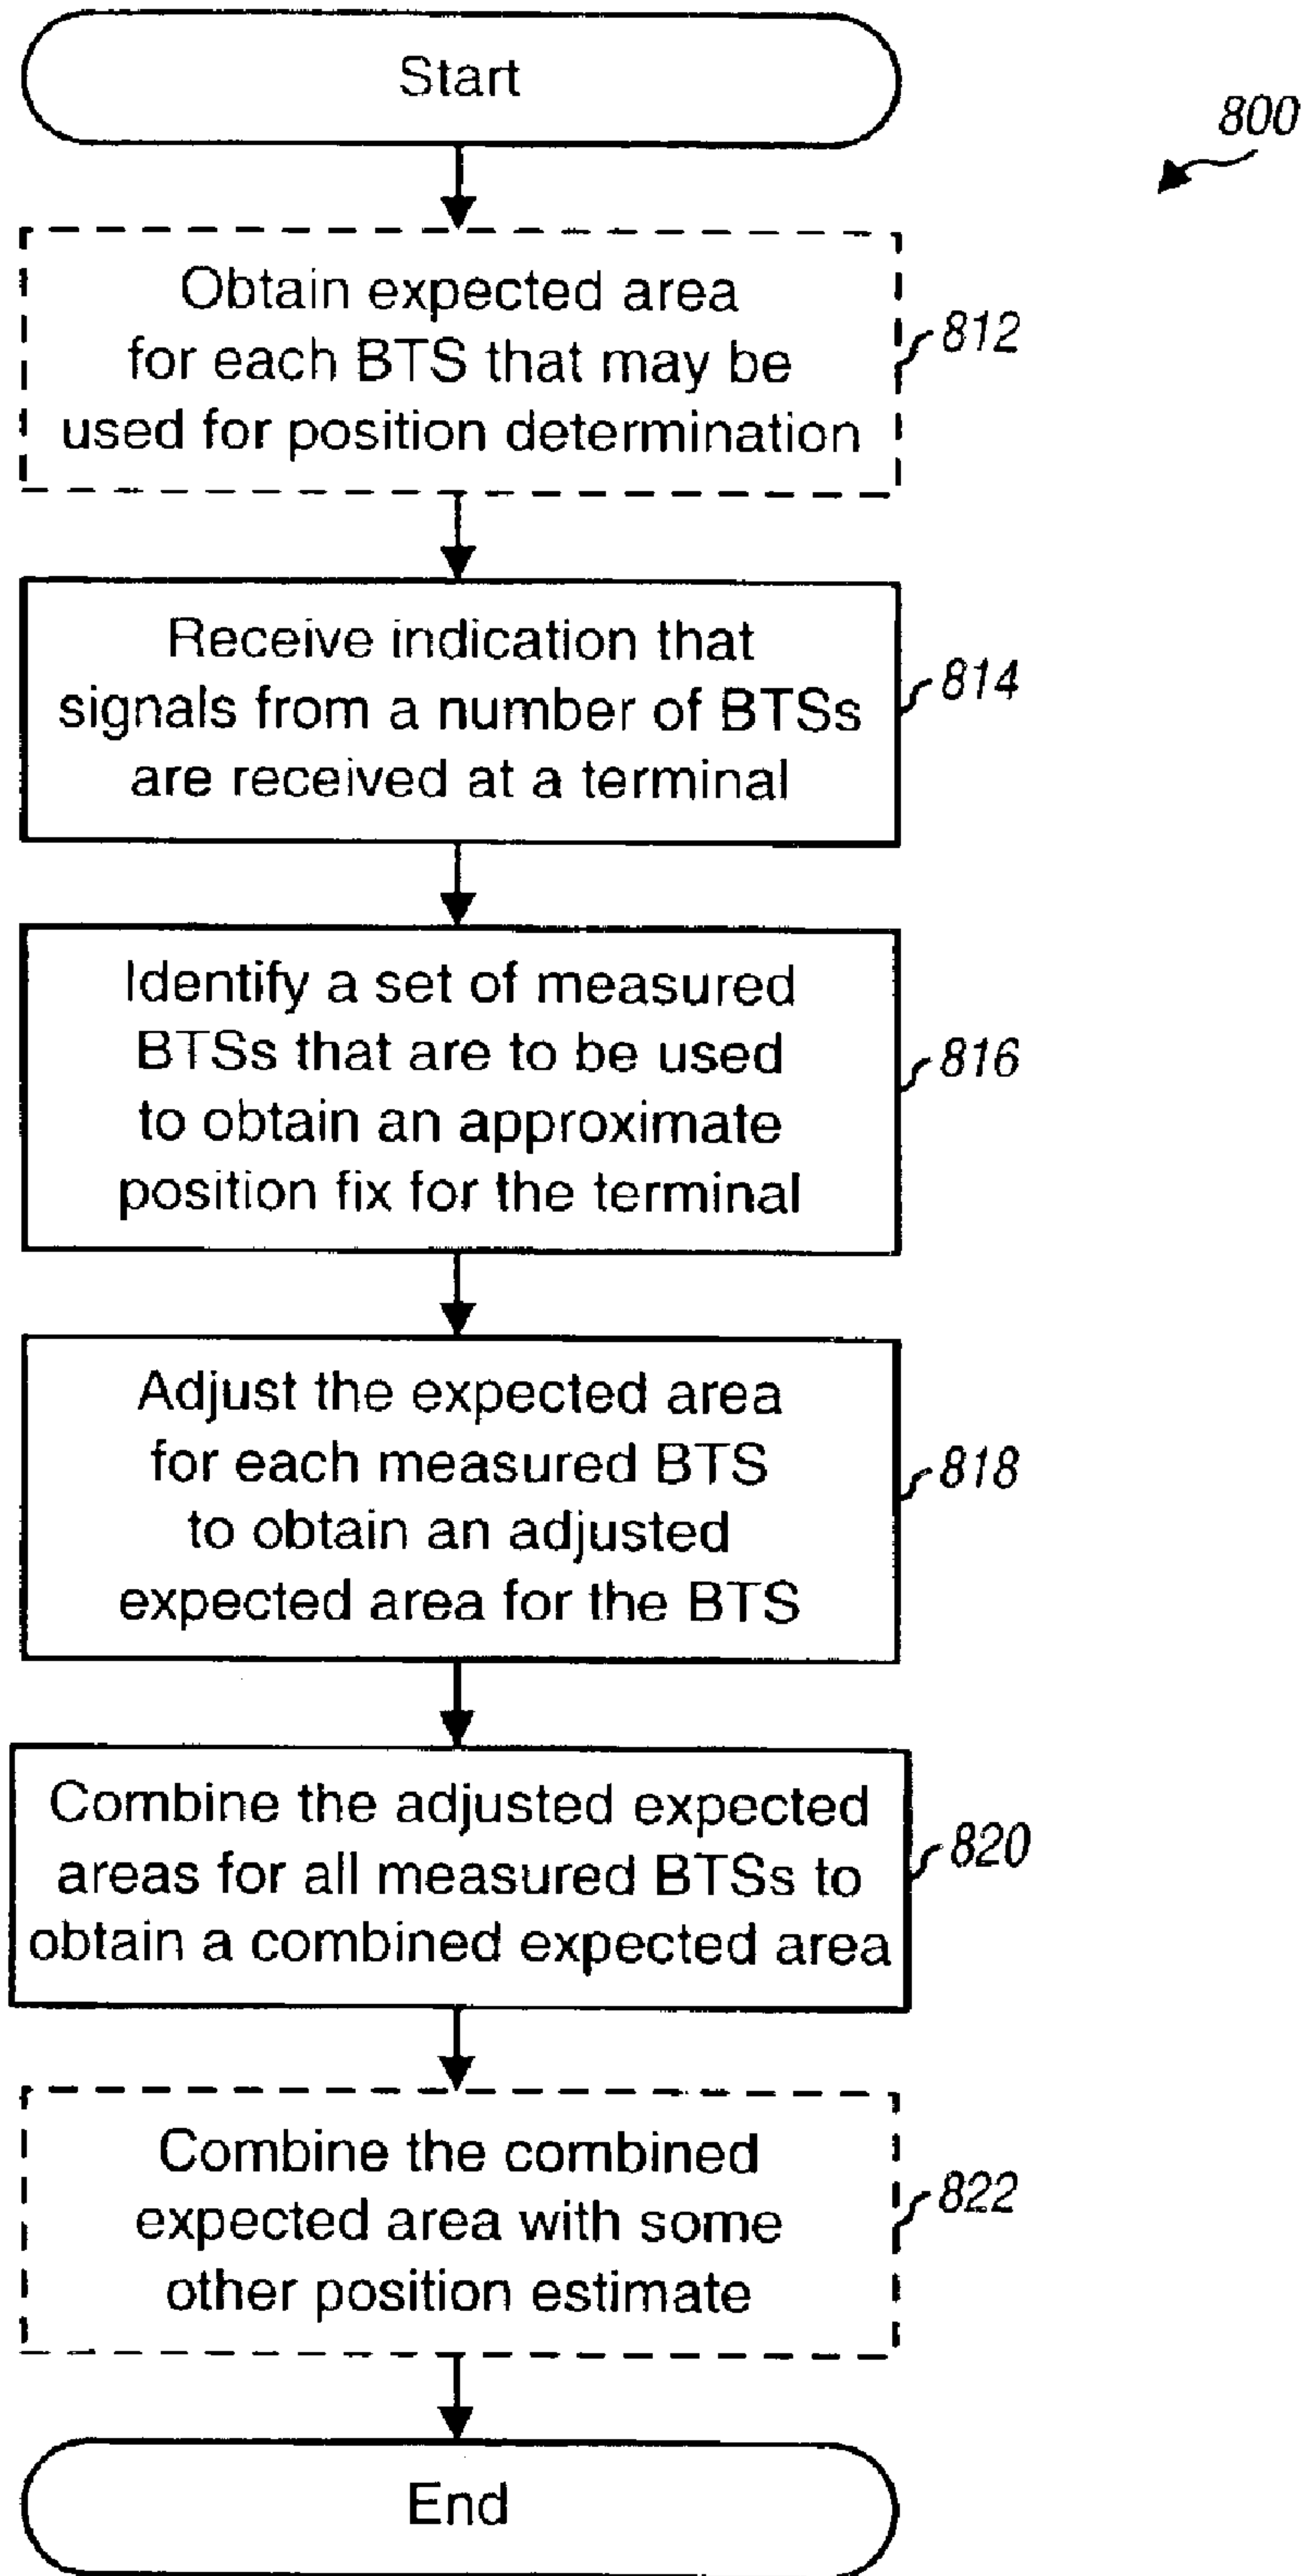 Start
800
Obtain expected area
for each BTS that may be
used for position determination
812
Receive indication that
signals from a number of BTSs
are received at a terminal
814
Identify a set of measured
BTSs that are to be used
to obtain an approximate
position fix for the terminal
816
Adjust the expected area
for each measured BTS
to obtain an adjusted
expected area for the BTS
818
Combine the adjusted expected
areas for all measured BTSs to
obtain a combined expected area
820
Combine the combined
expected area with some
other position estimate
822
End